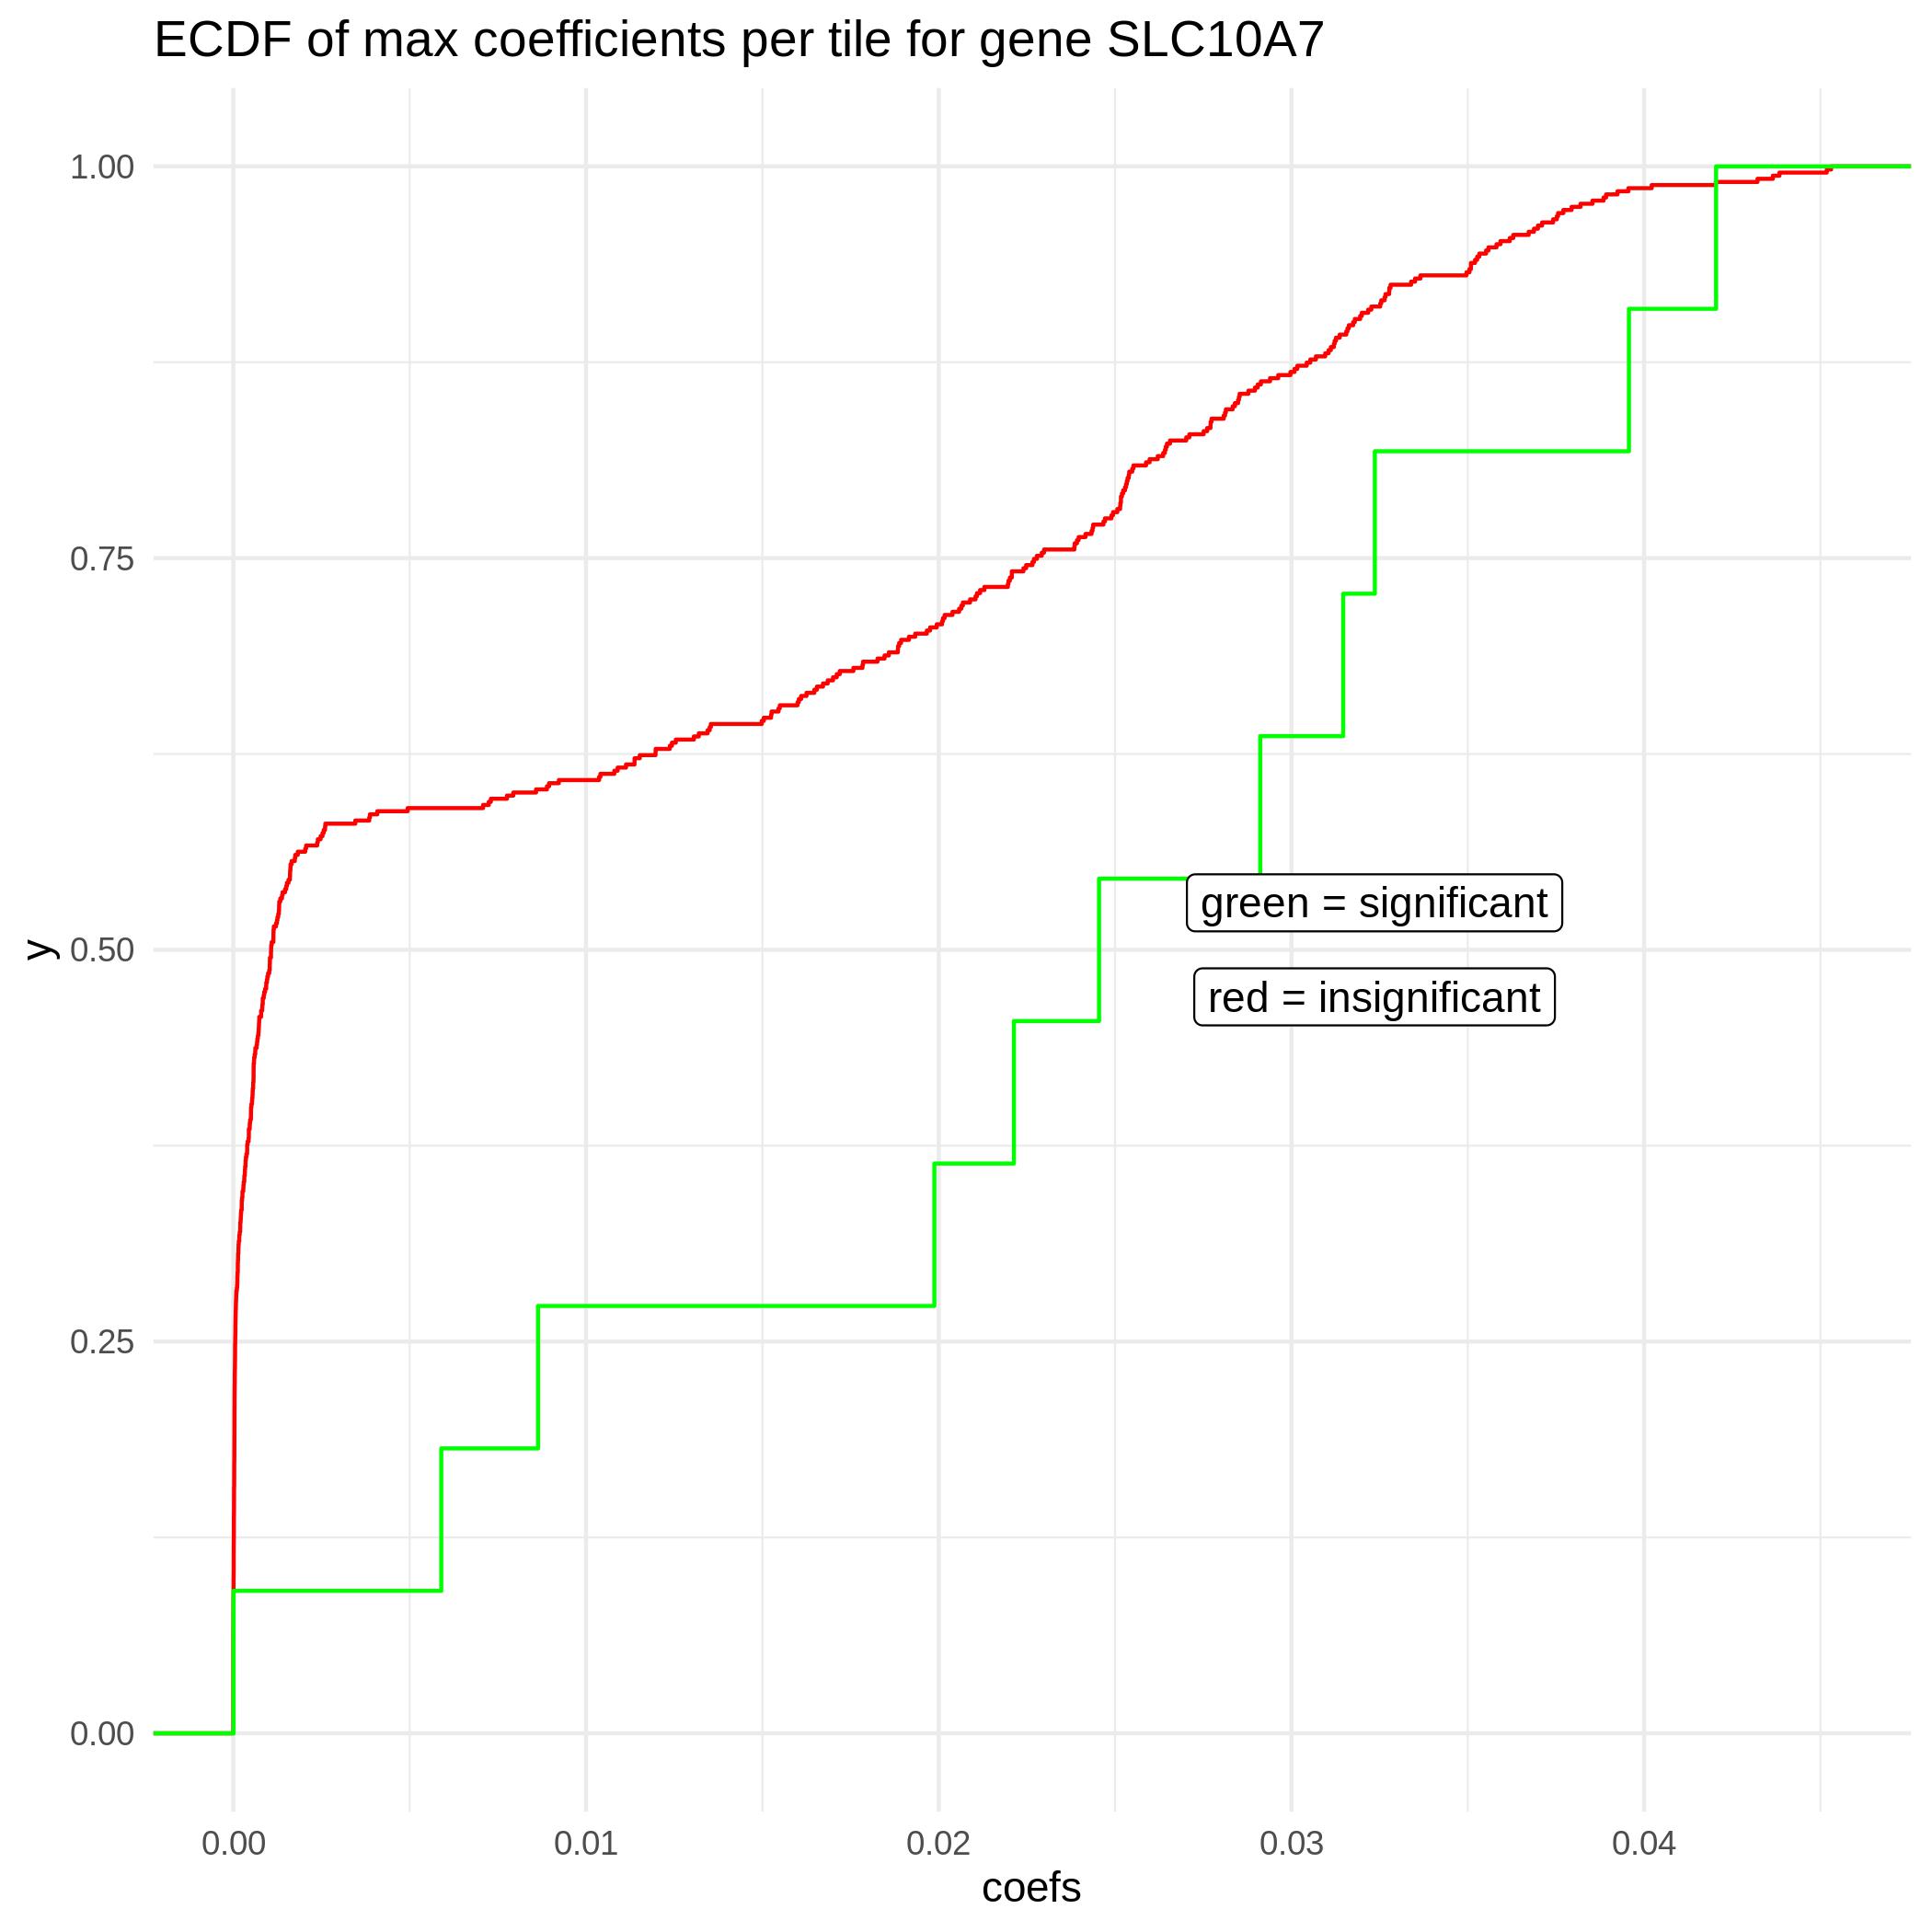 ECDF of max coefficients per tile for gene SLC10A7
1.00
0.75
0.50
0.25
0.00
y
green = significant
red = insignificant
0.00 0.01 0.02 0.03 0.04
coefs